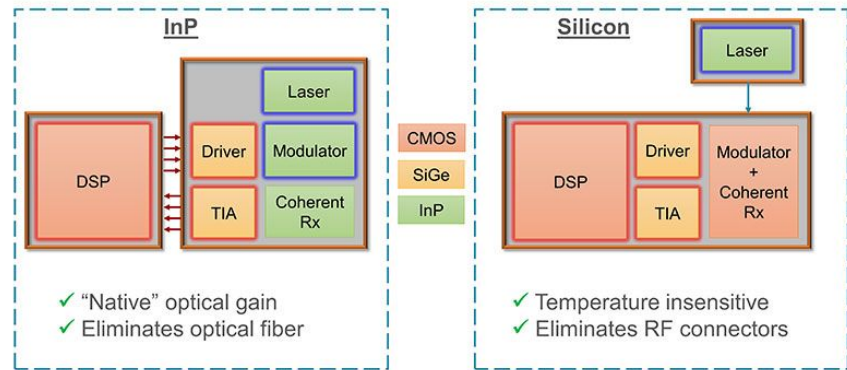 InP
Laser
DSP
Driver
Modulator
TIA
Coherent
Rx
✓ “Native” optical gain
✓ Eliminates optical fiber
CMOS
SiGe
InP
Silicon
Laser
DSP
Driver
TIA
Modulator
+
Coherent
Rx
✓ Temperature insensitive
✓ Eliminates RF connectors